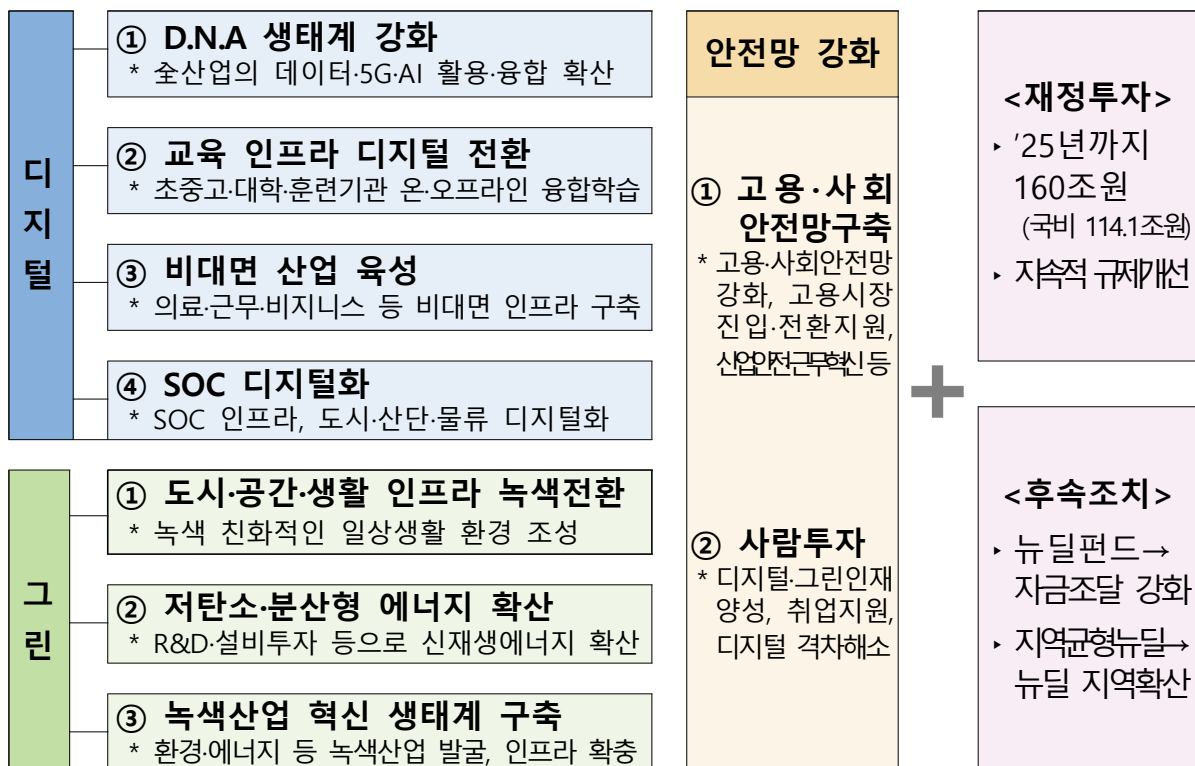 디
지
털
① D.N.A 생태계 강화
* 全산업의 데이터·5G·AI 활용·융합 확산
② 교육 인프라 디지털 전환
* 초중고·대학·훈련기관 온·오프라인 융합학습
③ 비대면 산업 육성
* 의료·근무·비지니스 등 비대면 인프라 구축
④ SOC 디지털화
* SOC 인프라, 도시·산단·물류 디지털화
그
린
① 도시·공간·생활 인프라 녹색전환
* 녹색 친화적인 일상생활 환경 조성
② 저탄소·분산형 에너지 확산
* R&D·설비투자 등으로 신재생에너지 확산
③ 녹색산업 혁신 생태계 구축
* 환경·에너지 등 녹색산업 발굴, 인프라 확충
안전망 강화
① 고용·사회
안전망구축
* 고용·사회안전망
강화, 고용시장
진입·전환지원,
산업안전·근무혁신 등
② 사람투자
* 디지털·그린인재
양성, 취업지원,
디지털 격차해소
+
<재정투자>
‣ '25년까지
160조원
(국비 114.1조원)
‣ 지속적 규제개선
<후속조치>
‣ 뉴딜펀드→
자금조달 강화
‣ 지역균형뉴딜→
뉴딜 지역확산